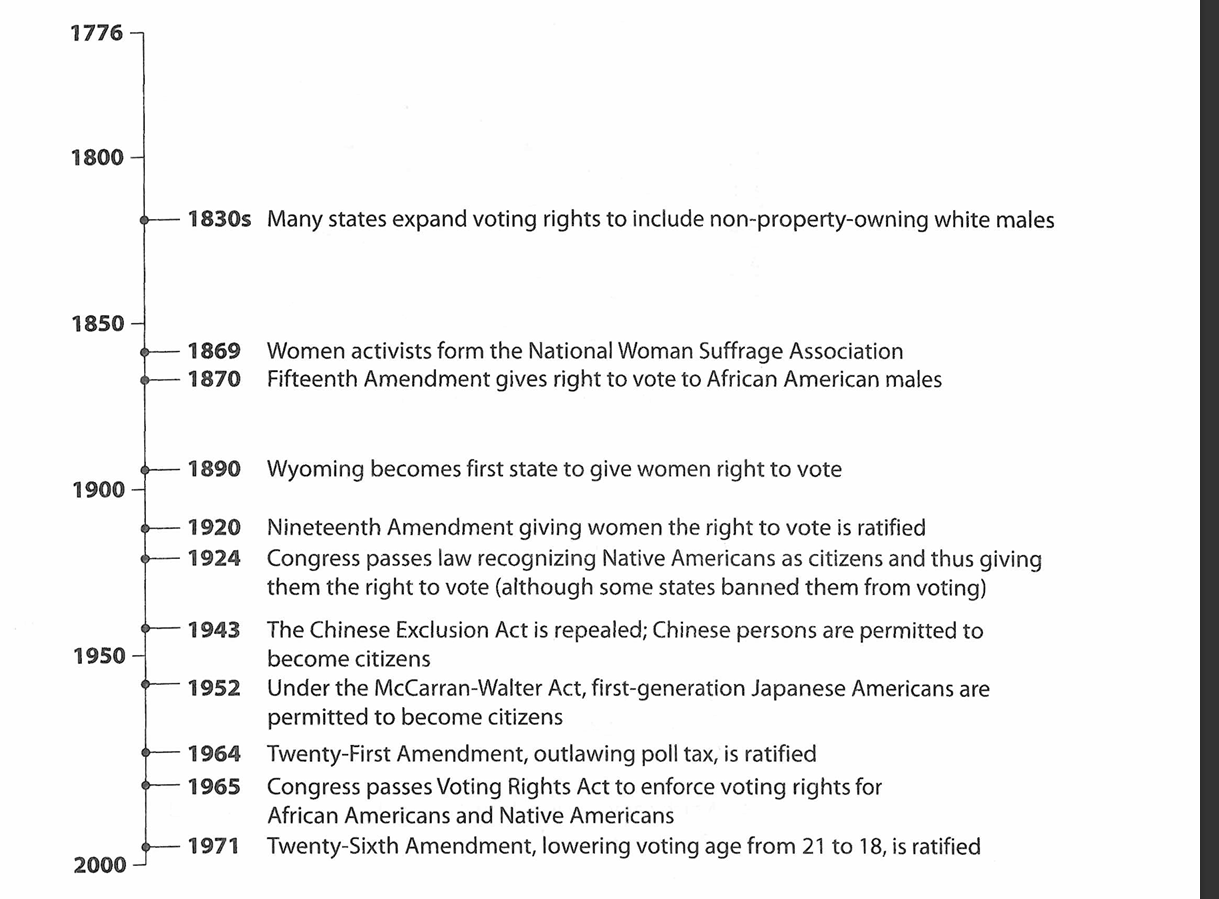 1776
1800
1830s Many states expand voting rights to include non-property-owning white males
1850
1869 Women activists form the National Woman Suffrage Association
1870 Fifteenth Amendment gives right to vote to African American males
1890 Wyoming becomes first state to give women right to vote
1900
1920 Nineteenth Amendment giving women the right to vote is ratified
1924 Congress passes law recognizing Native Americans as citizens and thus giving
them the right to vote (although some states banned them from voting)
1943 The Chinese Exclusion Act is repealed; Chinese persons are permitted to
1950
become citizens
1952 Under the McCarran-Walter Act, first-generation Japanese Americans are
permitted to become citizens
1964 Twenty-First Amendment, outlawing poll tax, is ratified
1965 Congress passes Voting Rights Act to enforce voting rights for
African Americans and Native Americans
1971 Twenty-Sixth Amendment, lowering voting age from 21 to 18, is ratified
2000